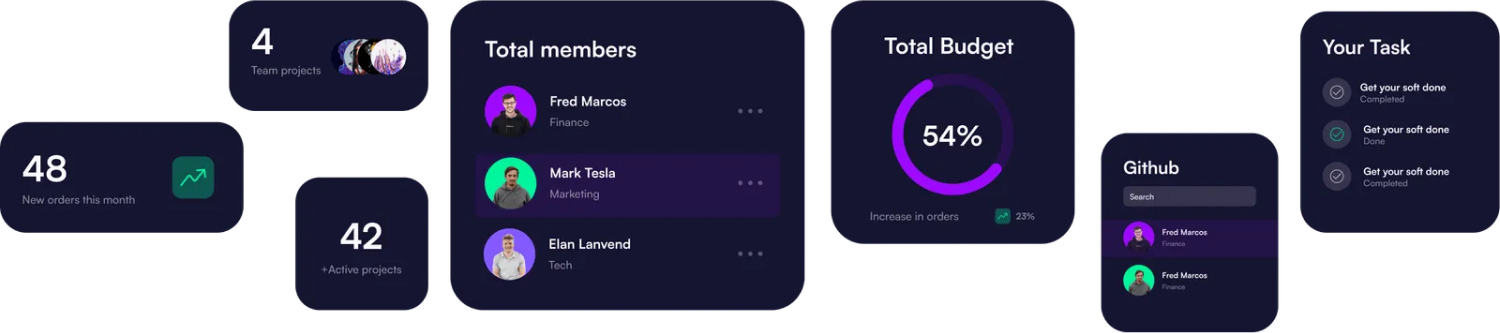 4
Team projects
48
New orders this month
42
+Active projects
Total members
Fred Marcos
Finance
Mark Tesla
Marketing
Elan Lanvend
Tech
Total Budget
54%
Increase in orders
23%
Github
Search
Fred Marcos
Finance
Fred Marcos
Finance
Your Task
Get your soft done
Completed
Get your soft done
Done
Get your soft done
Completed